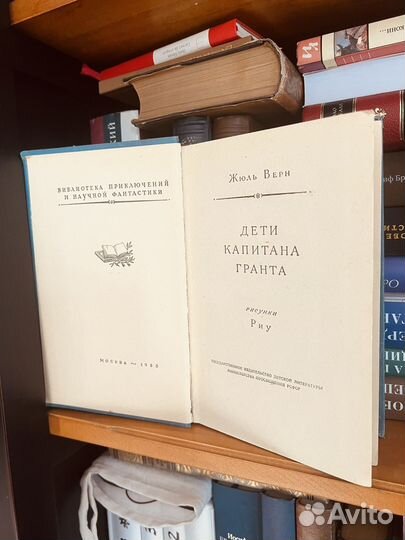 БИБЛИОТЕКА ПРИКЛЮЧЕНИЙ
И НАУЧНОЙ ФАНТАСТИКИ
МОСКВА — 1955
ЖЮЛЬ ВЕРН
ДЕТИ
КАПИТАНА
ГРАНТА
рисунки
РИУ
ГОСУДАРСТВЕННОЕ ИЗДАТЕЛЬСТВО ДЕТСКОЙ ЛИТЕРАТУРЫ
МИНИСТЕРСТВА ПРОСВЕЩЕНИЯ РСФСР
Avito